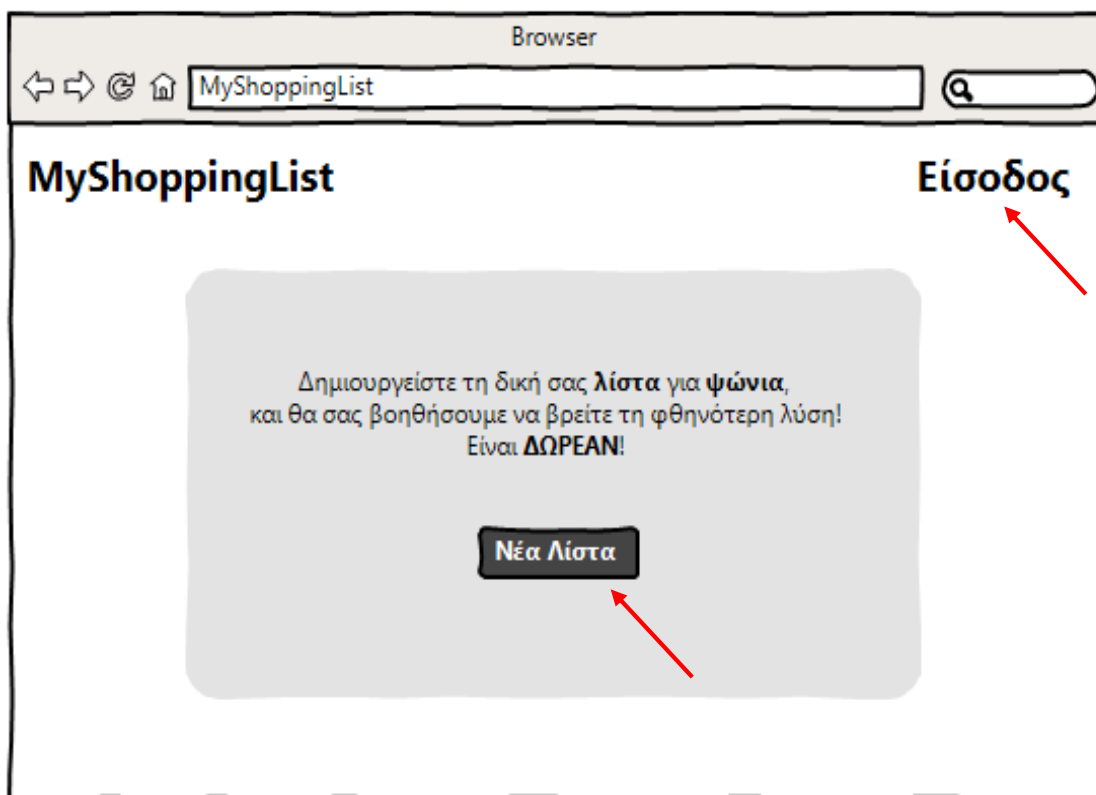 Browser
MyShoppingList
MyShoppingList
Είσοδος
Δημιουργείστε τη δική σας λίστα για ψώνια,
και θα σας βοηθήσουμε να βρείτε τη φθηνότερη λύση!
Είναι ΔΩΡΕΑΝ!
Νέα Λίστα